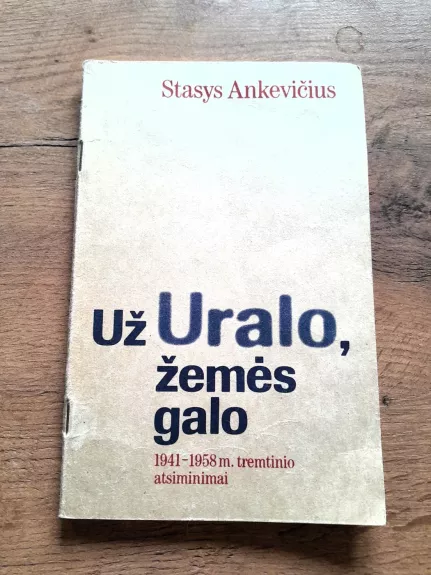 Stasys Ankevičius
Už Uralo,
žemės
galo
1941-1958 m. tremtinio
atsiminimai